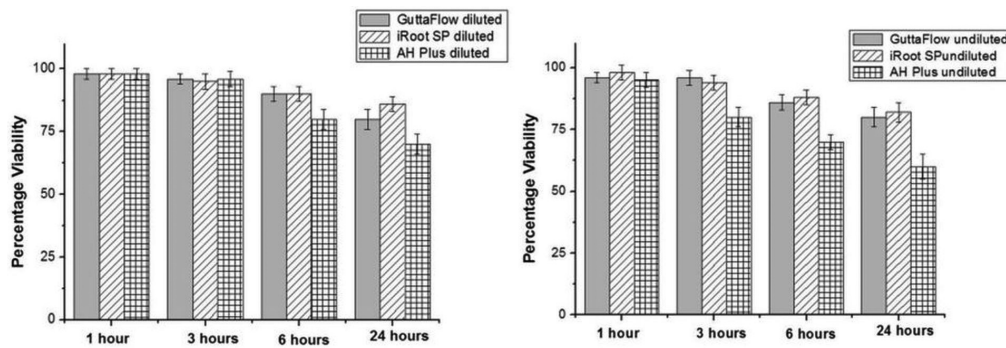 GuttaFlow diluted
iRoot SP diluted
AH Plus diluted
Percentage Viability
100
75
50
25
0
1 hour
3 hours
6 hours
24 hours
GuttaFlow undiluted
iRoot SPundiluted
AH Plus undiluted
Percentage Viability
100
75
50
25
0
1 hour
3 hours
6 hours
24 hours